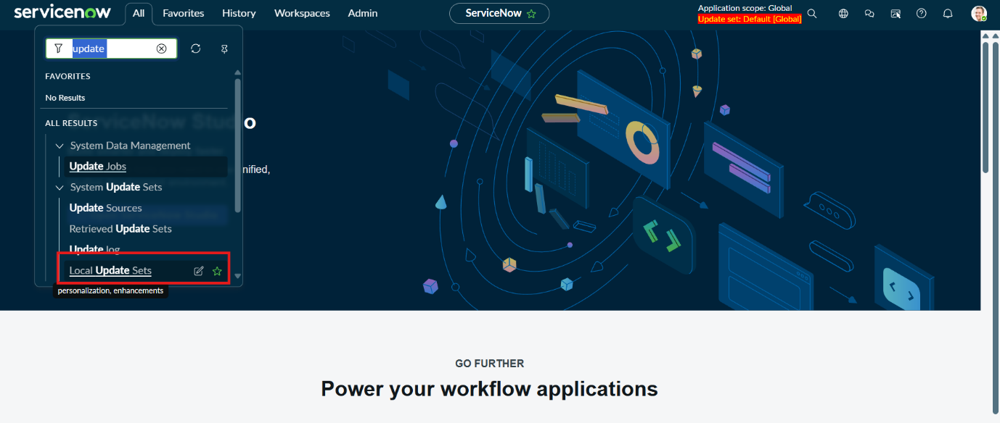 servicenow
All
Favorites
History
Workspaces
Admin
ServiceNow
Application scope: Global
Update set: Default [Global]
update
FAVORITES
No Results
ALL RESULTS
ServiceNow Studio
System Data Management
Update Jobs
nified,
System Update Sets
Update Sources
Retrieved Update Sets
Update log
Local Update Sets
personalization, enhancements
GO FURTHER
Power your workflow applications